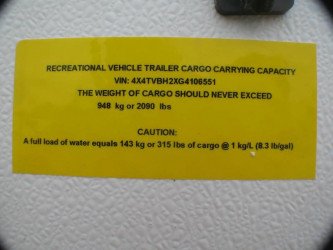 RECREATIONAL VEHICLE TRAILER CARGO CARRYING CAPACITY
VIN: 4X4TVBH2XG4106551
THE WEIGHT OF CARGO SHOULD NEVER EXCEED
948 kg or 2090 lbs
CAUTION:
A full load of water equals 143 kg or 315 lbs of cargo @ 1 kg/L (8.3 lb/gal)